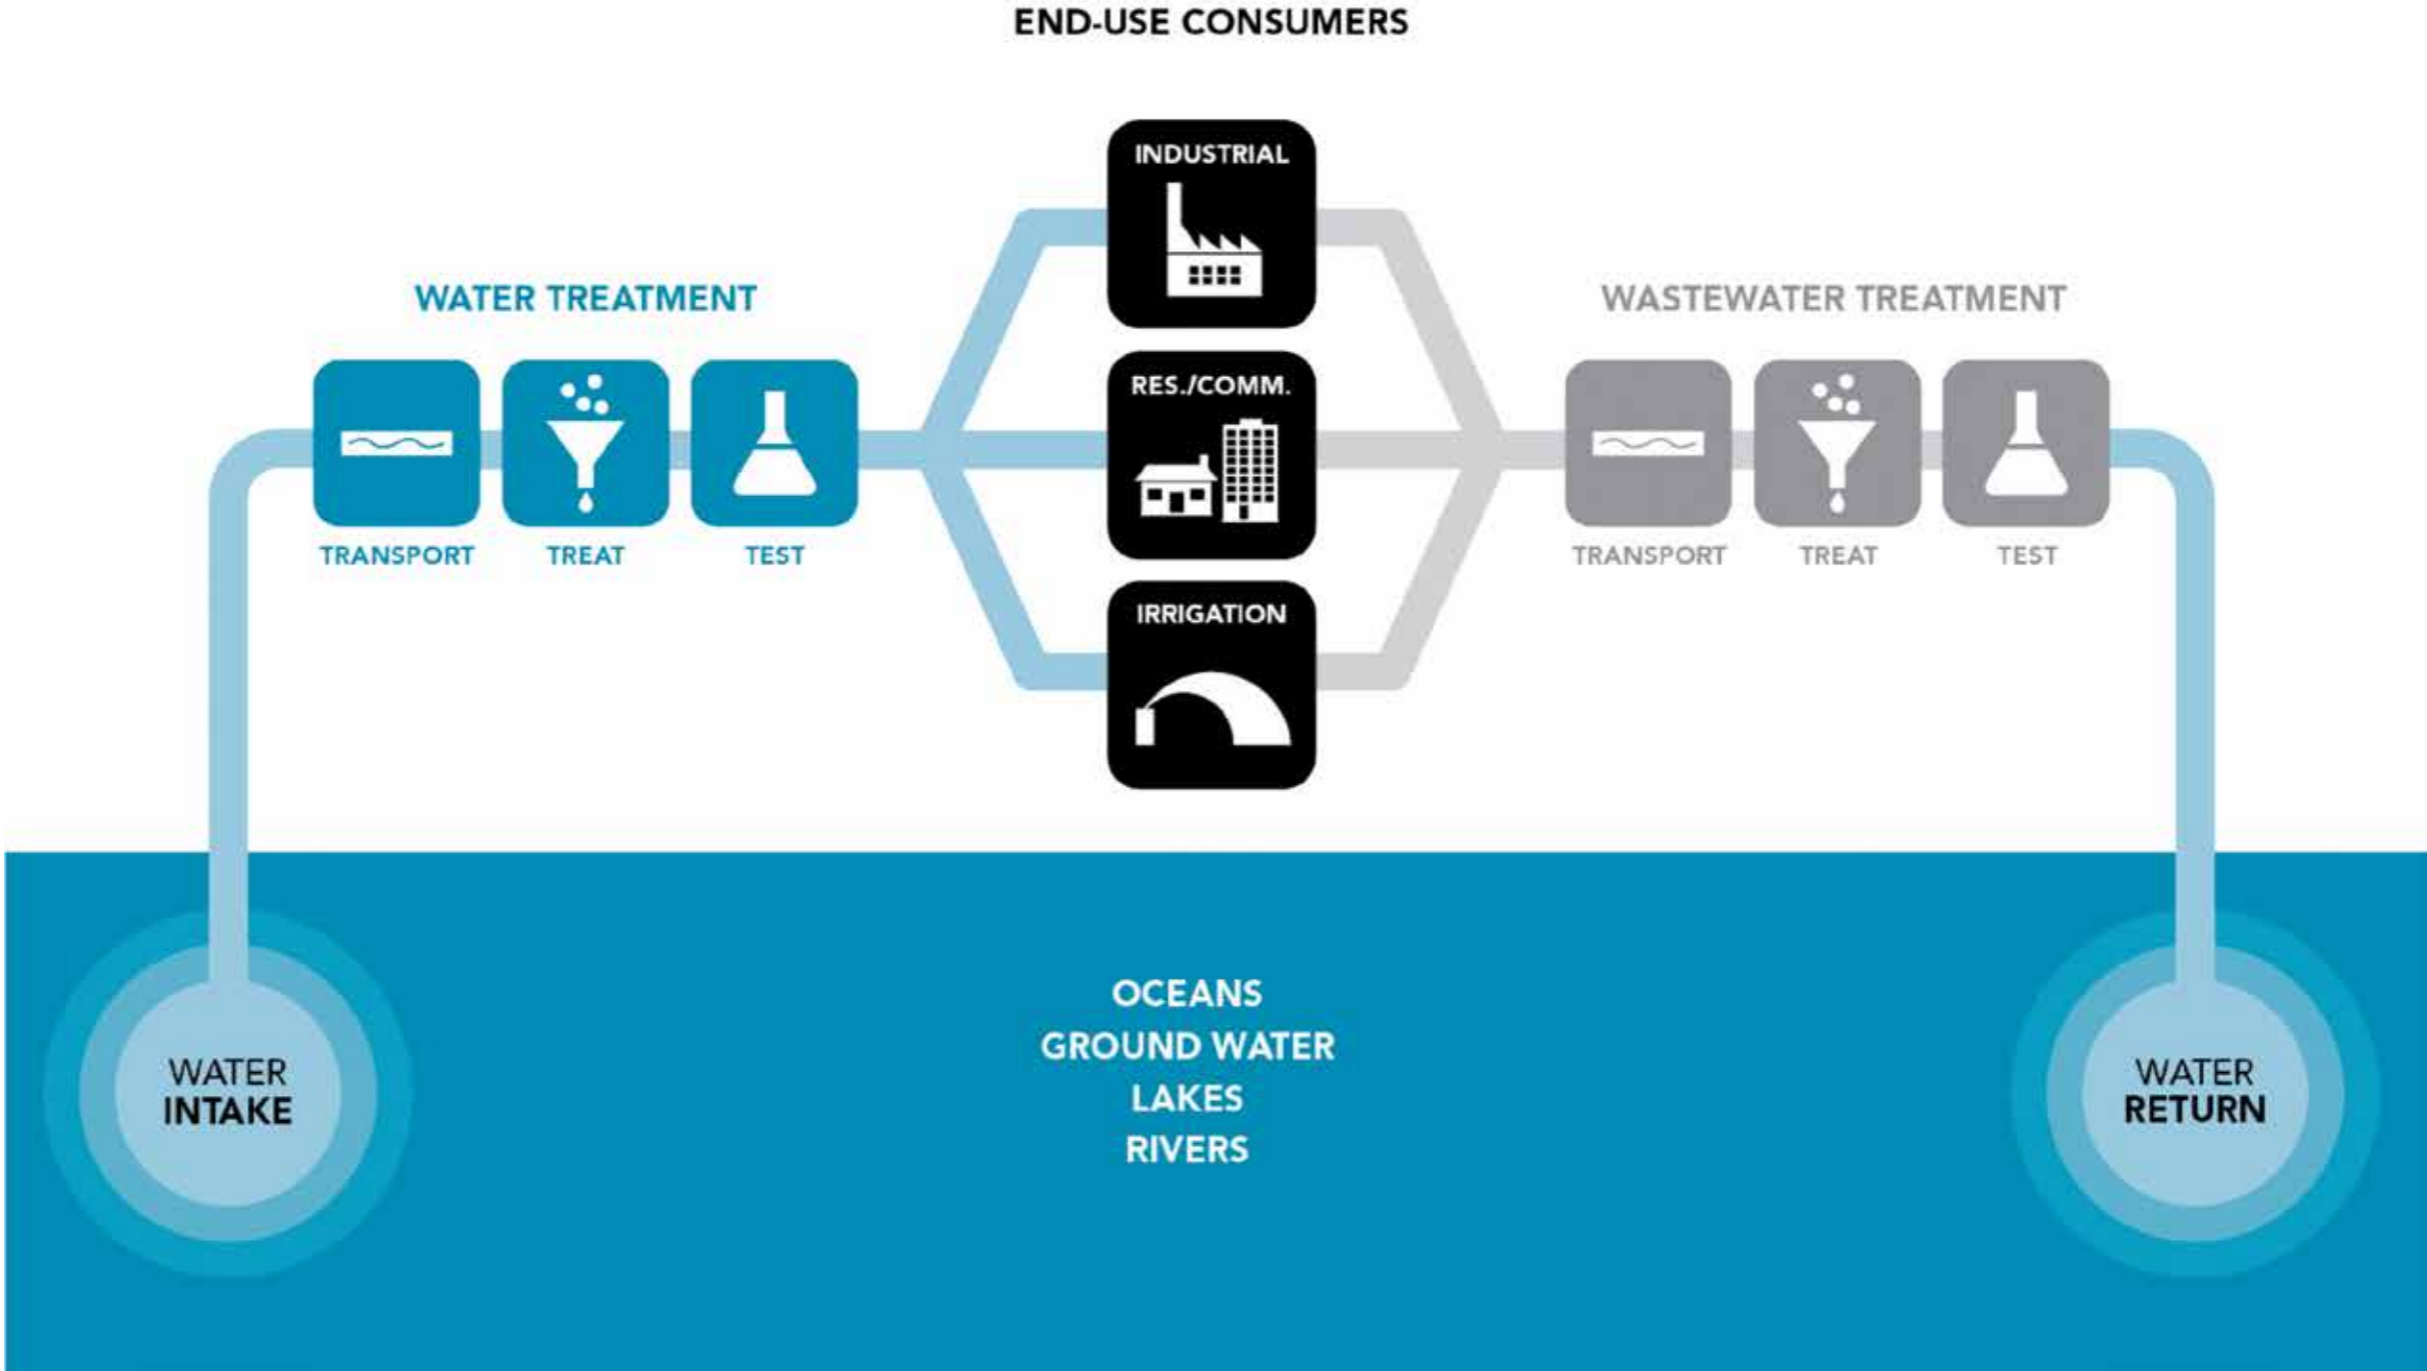 END-USE CONSUMERS
INDUSTRIAL
WATER TREATMENT
WASTEWATER TREATMENT
RES./COMM.
TRANSPORT
TREAT
TEST
TRANSPORT
TREAT
TEST
IRRIGATION
OCEANS
GROUND WATER
LAKES
RIVERS
WATER
INTAKE
WATER
RETURN